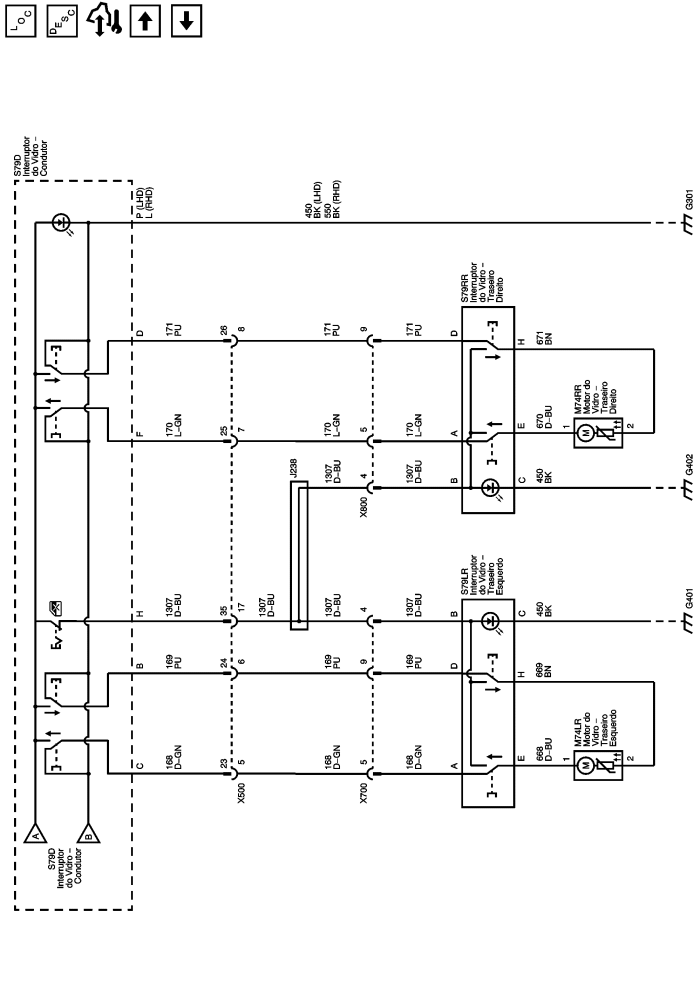 L O C
D E S C
S79D
Interruptor
do Vidro –
Condutor
S79D
Interruptor
do Vidro –
Condutor
A
B
C
B
H
F
D
P (LHD)
L (RHD)
168
D–GN
169
PU
1307
D–BU
170
L–GN
171
PU
450
BK (LHD)
550
BK (RHD)
23
24
35
25
26
X500
5
6
17
7
8
1307
D–BU
J238
168
D–GN
169
PU
1307
D–BU
1307
D–BU
170
L–GN
171
PU
X700
5
9
4
X800
4
5
9
168
D–GN
169
PU
1307
D–BU
1307
D–BU
170
L–GN
171
PU
A
D
B
S79LR
Interruptor
do Vidro –
Traseiro
Esquerdo
B
A
D
S79RR
Interruptor
do Vidro –
Traseiro
Direito
E
H
C
C
E
H
668
D–BU
669
BN
450
BK
450
BK
670
D–BU
671
BN
1
M
2
M74LR
Motor do
Vidro –
Traseiro
Esquerdo
1
M
2
M74RR
Motor do
Vidro –
Traseiro
Direito
G401
G402
G301